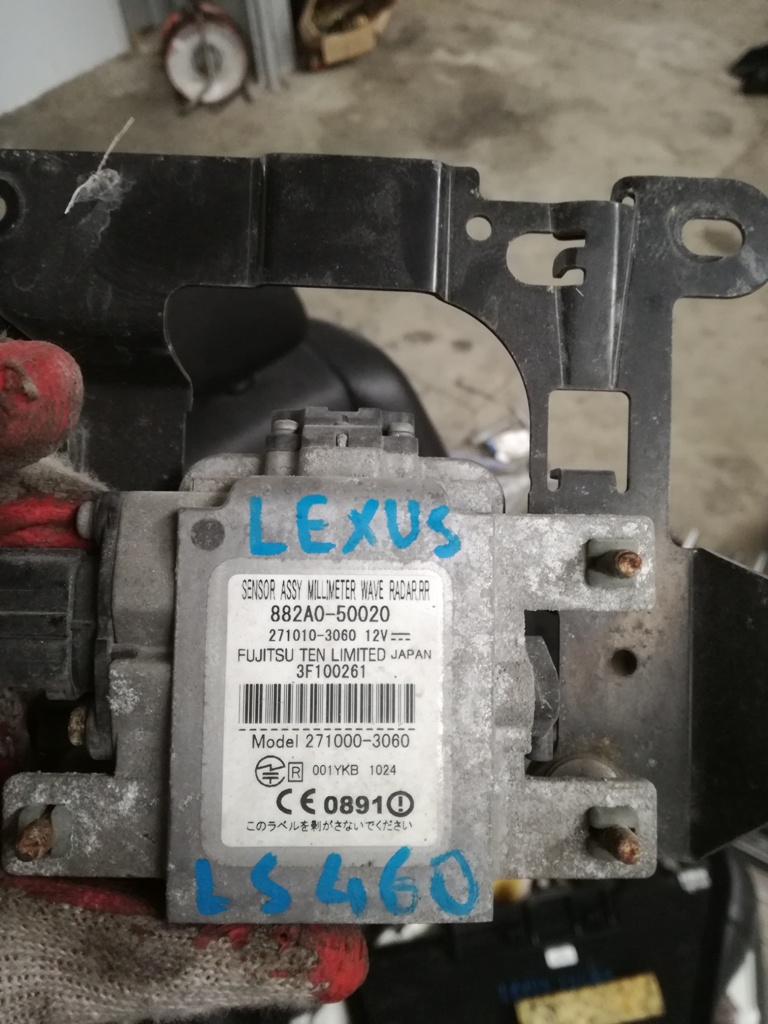 LEXUS
SENSOR ASSY MILLIMETER WAVE RADAR,RR
882A0-50020
271010-3060 12V
FUJITSU TEN LIMITED JAPAN
3F100261
Model 271000-3060
R 001YKB 1024
CE 0891
このラベルを剥がさないでください
LS460